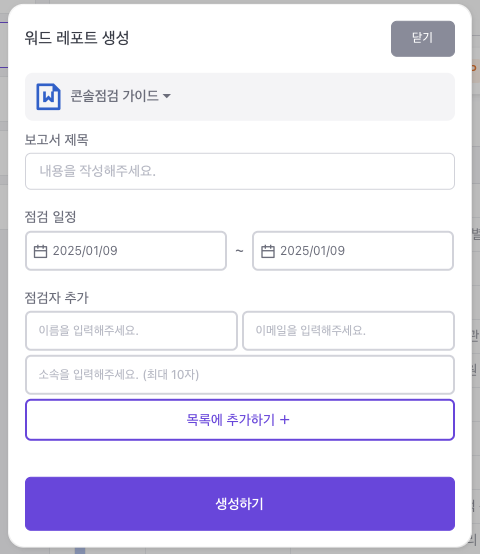 워드 레포트 생성
닫기
콘솔점검 가이드
보고서 제목
내용을 작성해주세요.
점검 일정
2025/01/09 ~ 2025/01/09
점검자 추가
이름을 입력해주세요. 이메일을 입력해주세요.
소속을 입력해주세요. (최대 10자)
목록에 추가하기 +
생성하기